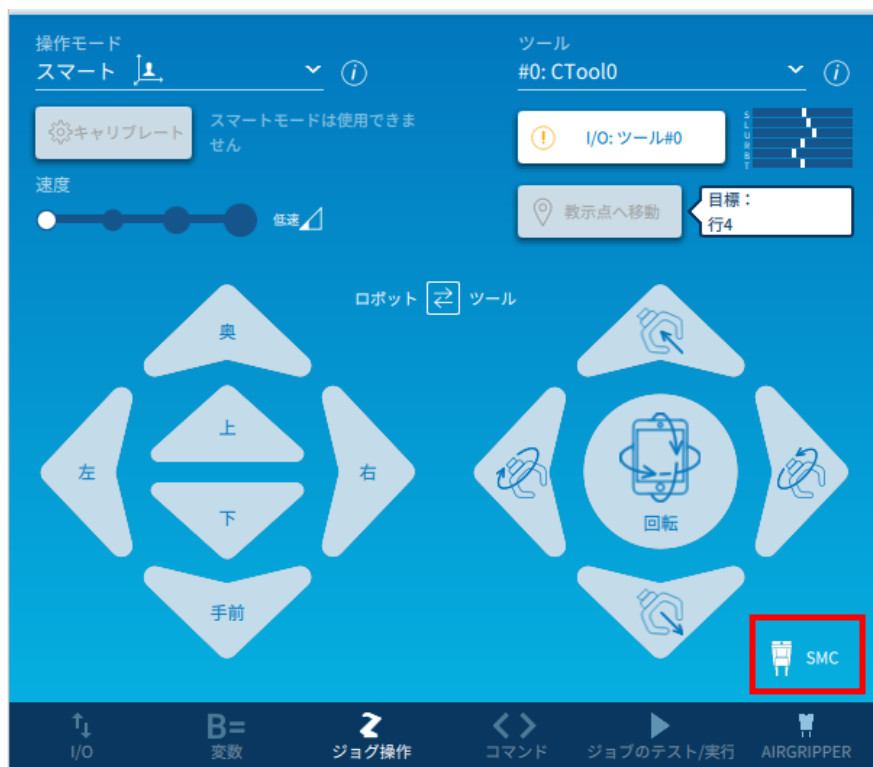 操作モード
スマート
ツール
#0: CTool0
キャリブレート
スマートモードは使用できま
せん
I/O: ツール#0
S
L
U
R
B
T
速度
低速
教示点へ移動
目標：
行4
ロボット
ツール
奥
上
左
右
下
手前
回転
SMC
I/O
B=
変数
ジョグ操作
コマンド
ジョブのテスト/実行
AIRGRIPPER